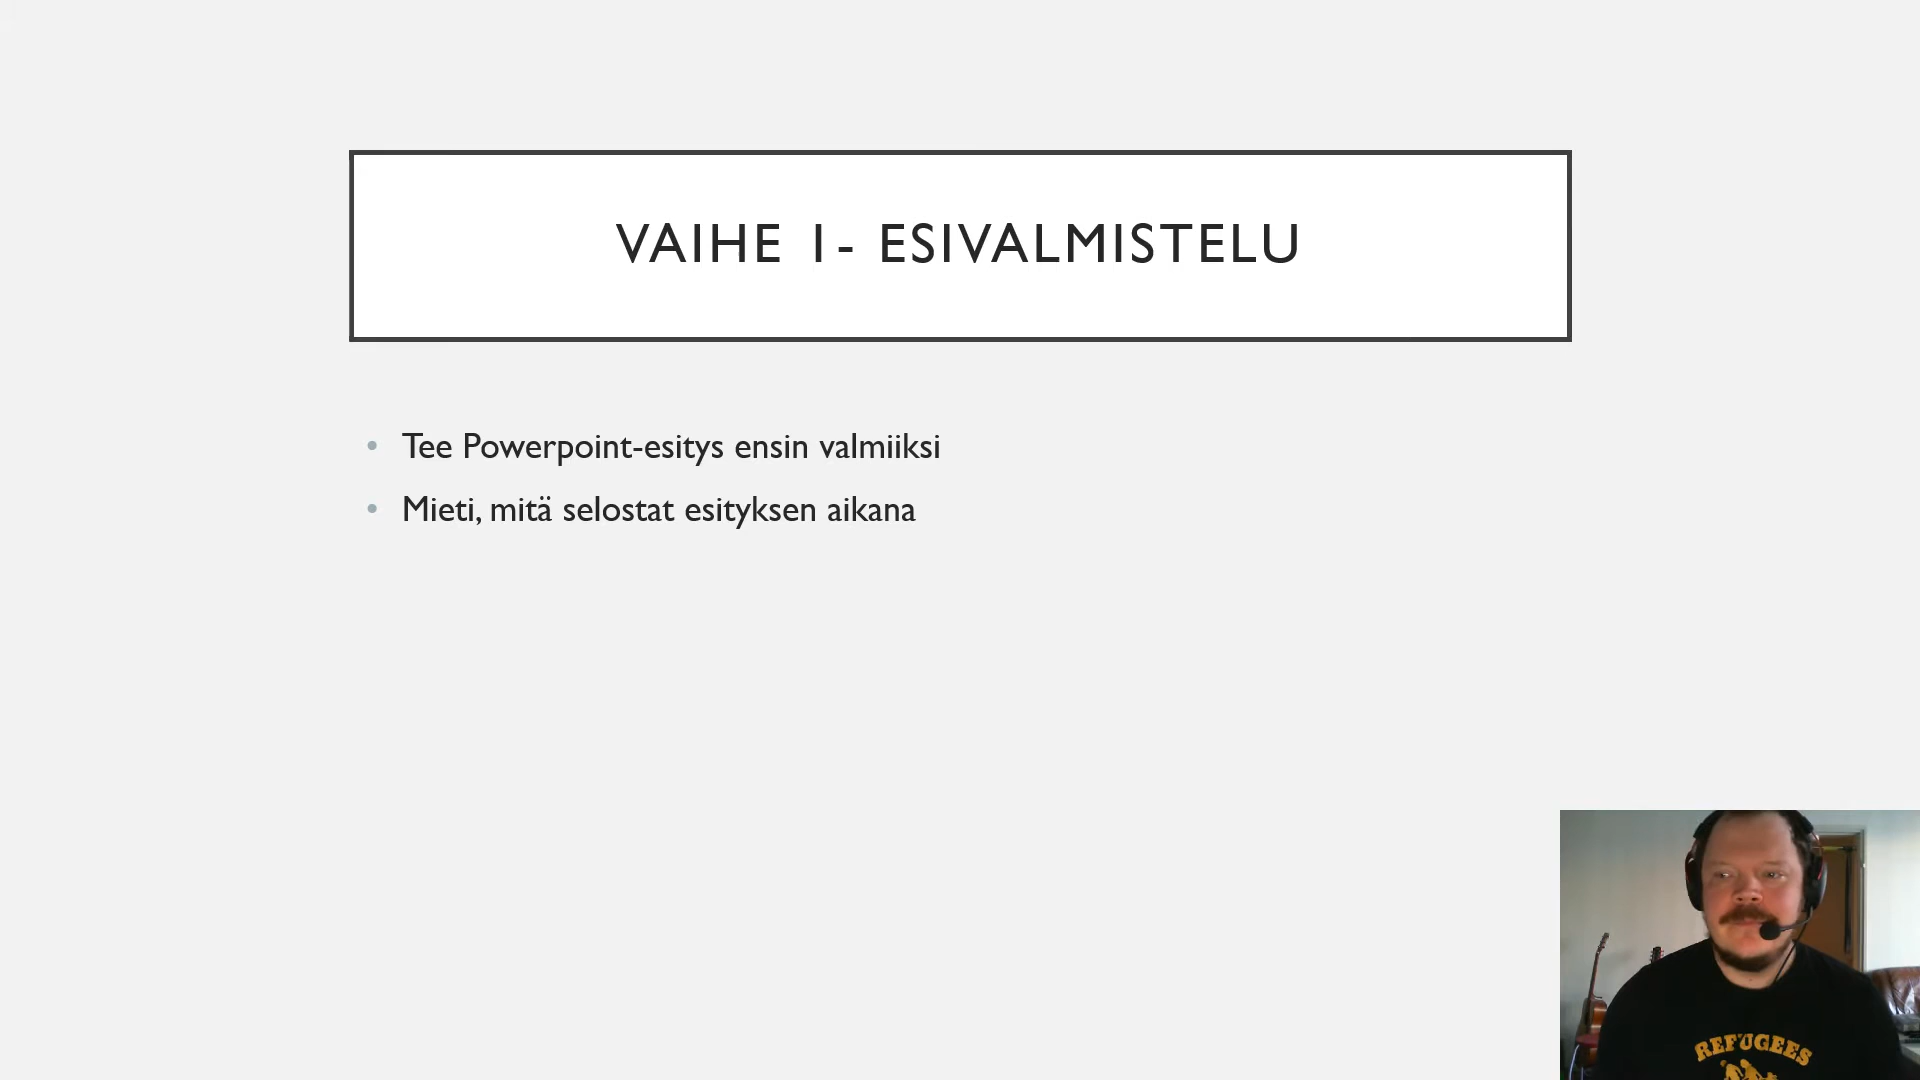 VAIHE 1- ESIVALMISTELU
• Tee Powerpoint-esitys ensin valmiiksi
• Mieti, mitä selostat esityksen aikana
REFUGEES